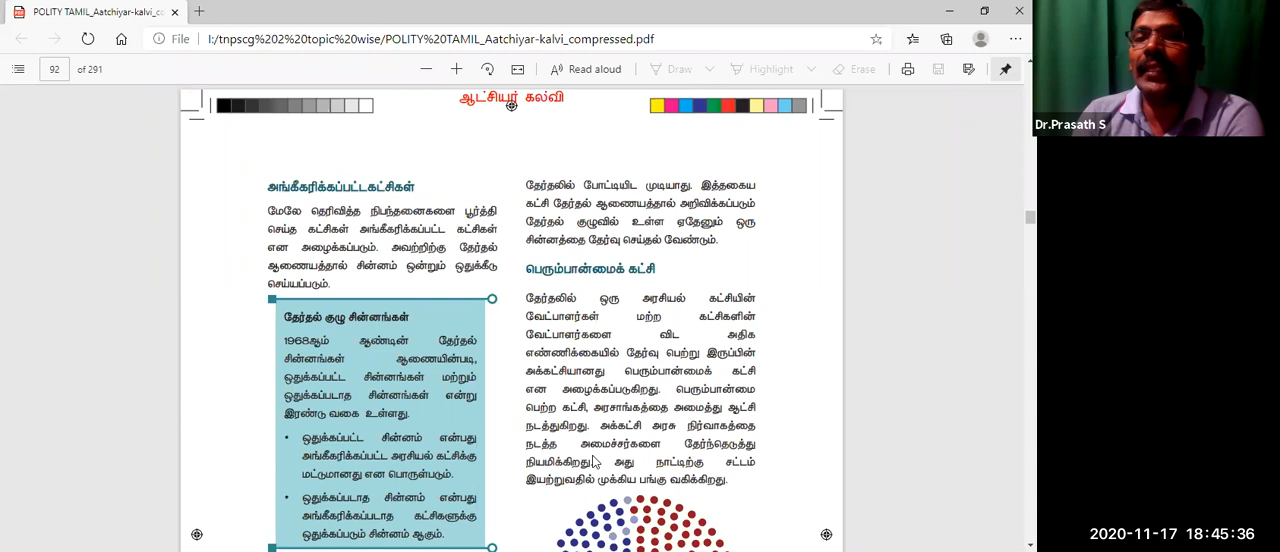 POLITY TAMIL_Aatchiyar-kalvi_co
File
I:/tnpscg%202%20topic%20wise/POLITY%20TAMIL_Aatchiyar-kalvi_compressed.pdf
92 of 291
Read aloud
Draw
Highlight
Erase
Dr.Prasath S
ஆட்சியர் கல்வி
அங்கீகரிக்கப்பட்டகட்சிகள்
மேலே தெரிவித்த நிபந்தனைகளை பூர்த்தி
செய்த கட்சிகள் அங்கீகரிக்கப்பட்ட கட்சிகள்
என அழைக்கப்படும். அவற்றிற்கு தேர்தல்
ஆணையத்தால் சின்னம் ஒன்றும் ஒதுக்கீடு
செய்யப்படும்.
தேர்தல் குழு சின்னங்கள்
1968ஆம் ஆண்டின் தேர்தல்
சின்னங்கள் ஆணையின்படி,
ஒதுக்கப்பட்ட சின்னங்கள் மற்றும்
ஒதுக்கப்படாத சின்னங்கள் என்று
இரண்டு வகை உள்ளது.
• ஒதுக்கப்பட்ட சின்னம் என்பது
அங்கீகரிக்கப்பட்ட அரசியல் கட்சிக்கு
மட்டுமானது என பொருள்படும்.
• ஒதுக்கப்படாத சின்னம் என்பது
அங்கீகரிக்கப்படாத கட்சிகளுக்கு
ஒதுக்கப்படும் சின்னம் ஆகும்.
தேர்தலில் போட்டியிட முடியாது. இத்தகைய
கட்சி தேர்தல் ஆணையத்தால் அறிவிக்கப்படும்
தேர்தல் குழுவில் உள்ள ஏதேனும் ஒரு
சின்னத்தை தேர்வு செய்தல் வேண்டும்.
பெரும்பான்மைக் கட்சி
தேர்தலில் ஒரு அரசியல் கட்சியின்
வேட்பாளர்கள் மற்ற கட்சிகளின்
வேட்பாளர்களை விட அதிக
எண்ணிக்கையில் தேர்வு பெற்று இருப்பின்
அக்கட்சியானது பெரும்பான்மைக் கட்சி
என அழைக்கப்படுகிறது. பெரும்பான்மை
பெற்ற கட்சி, அரசாங்கத்தை அமைத்து ஆட்சி
நடத்துகிறது. அக்கட்சி அரசு நிர்வாகத்தை
நடத்த அமைச்சர்களை தேர்ந்தெடுத்து
நியமிக்கிறது. அது நாட்டிற்கு சட்டம்
இயற்றுவதில் முக்கிய பங்கு வகிக்கிறது.
2020-11-17 18:45:36